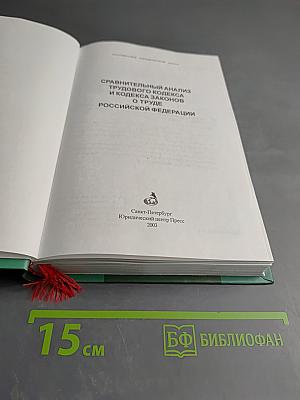 СРАВНИТЕЛЬНЫЙ АНАЛИЗ
ТРУДОВОГО КОДЕКСА
И КОДЕКСА ЗАКОНОВ
О ТРУДЕ
РОССИЙСКОЙ ФЕДЕРАЦИИ
Санкт-Петербург
Юридический центр Пресс
2003
15 см
БФ БИБЛИОФАН